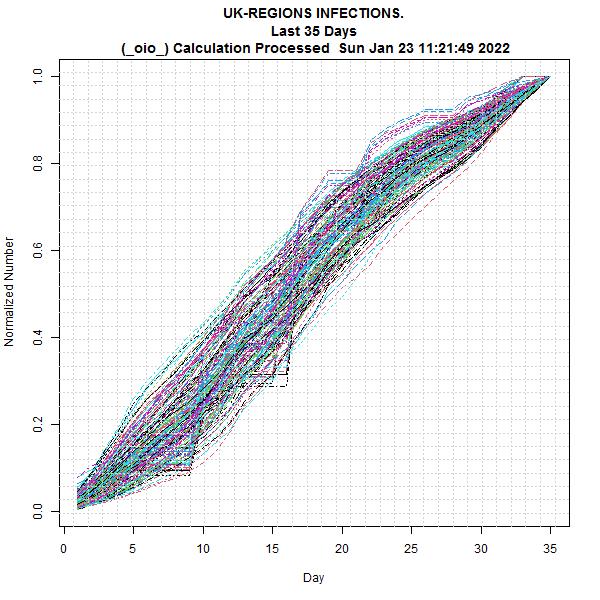 UK-REGIONS INFECTIONS.
Last 35 Days
(_oio_) Calculation Processed  Sun Jan 23 11:21:49 2022
Normalized Number
1.0
0.8
0.6
0.4
0.2
0.0
0 5 10 15 20 25 30 35
Day